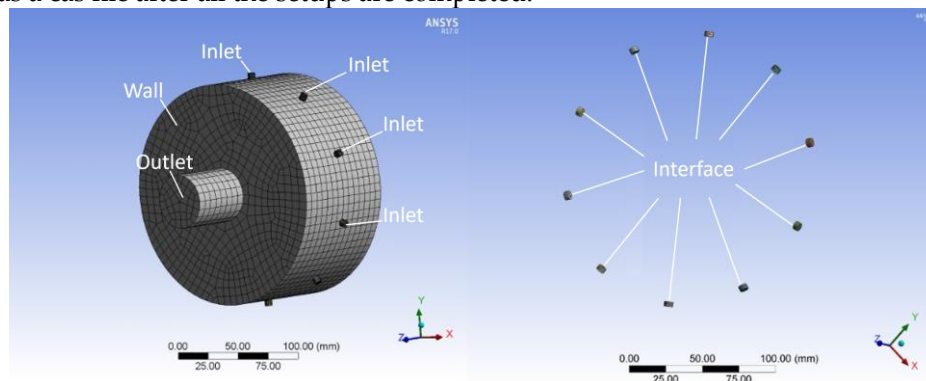 as a cas file after all the setups are completed.
ANSYS
R17.0
Inlet
Inlet
Wall
Inlet
Outlet
Inlet
Y
Z
X
0.00
50.00
100.00 (mm)
25.00
75.00
ANS
Interface
Y
Z
X
0.00
50.00
100.00 (mm)
25.00
75.00